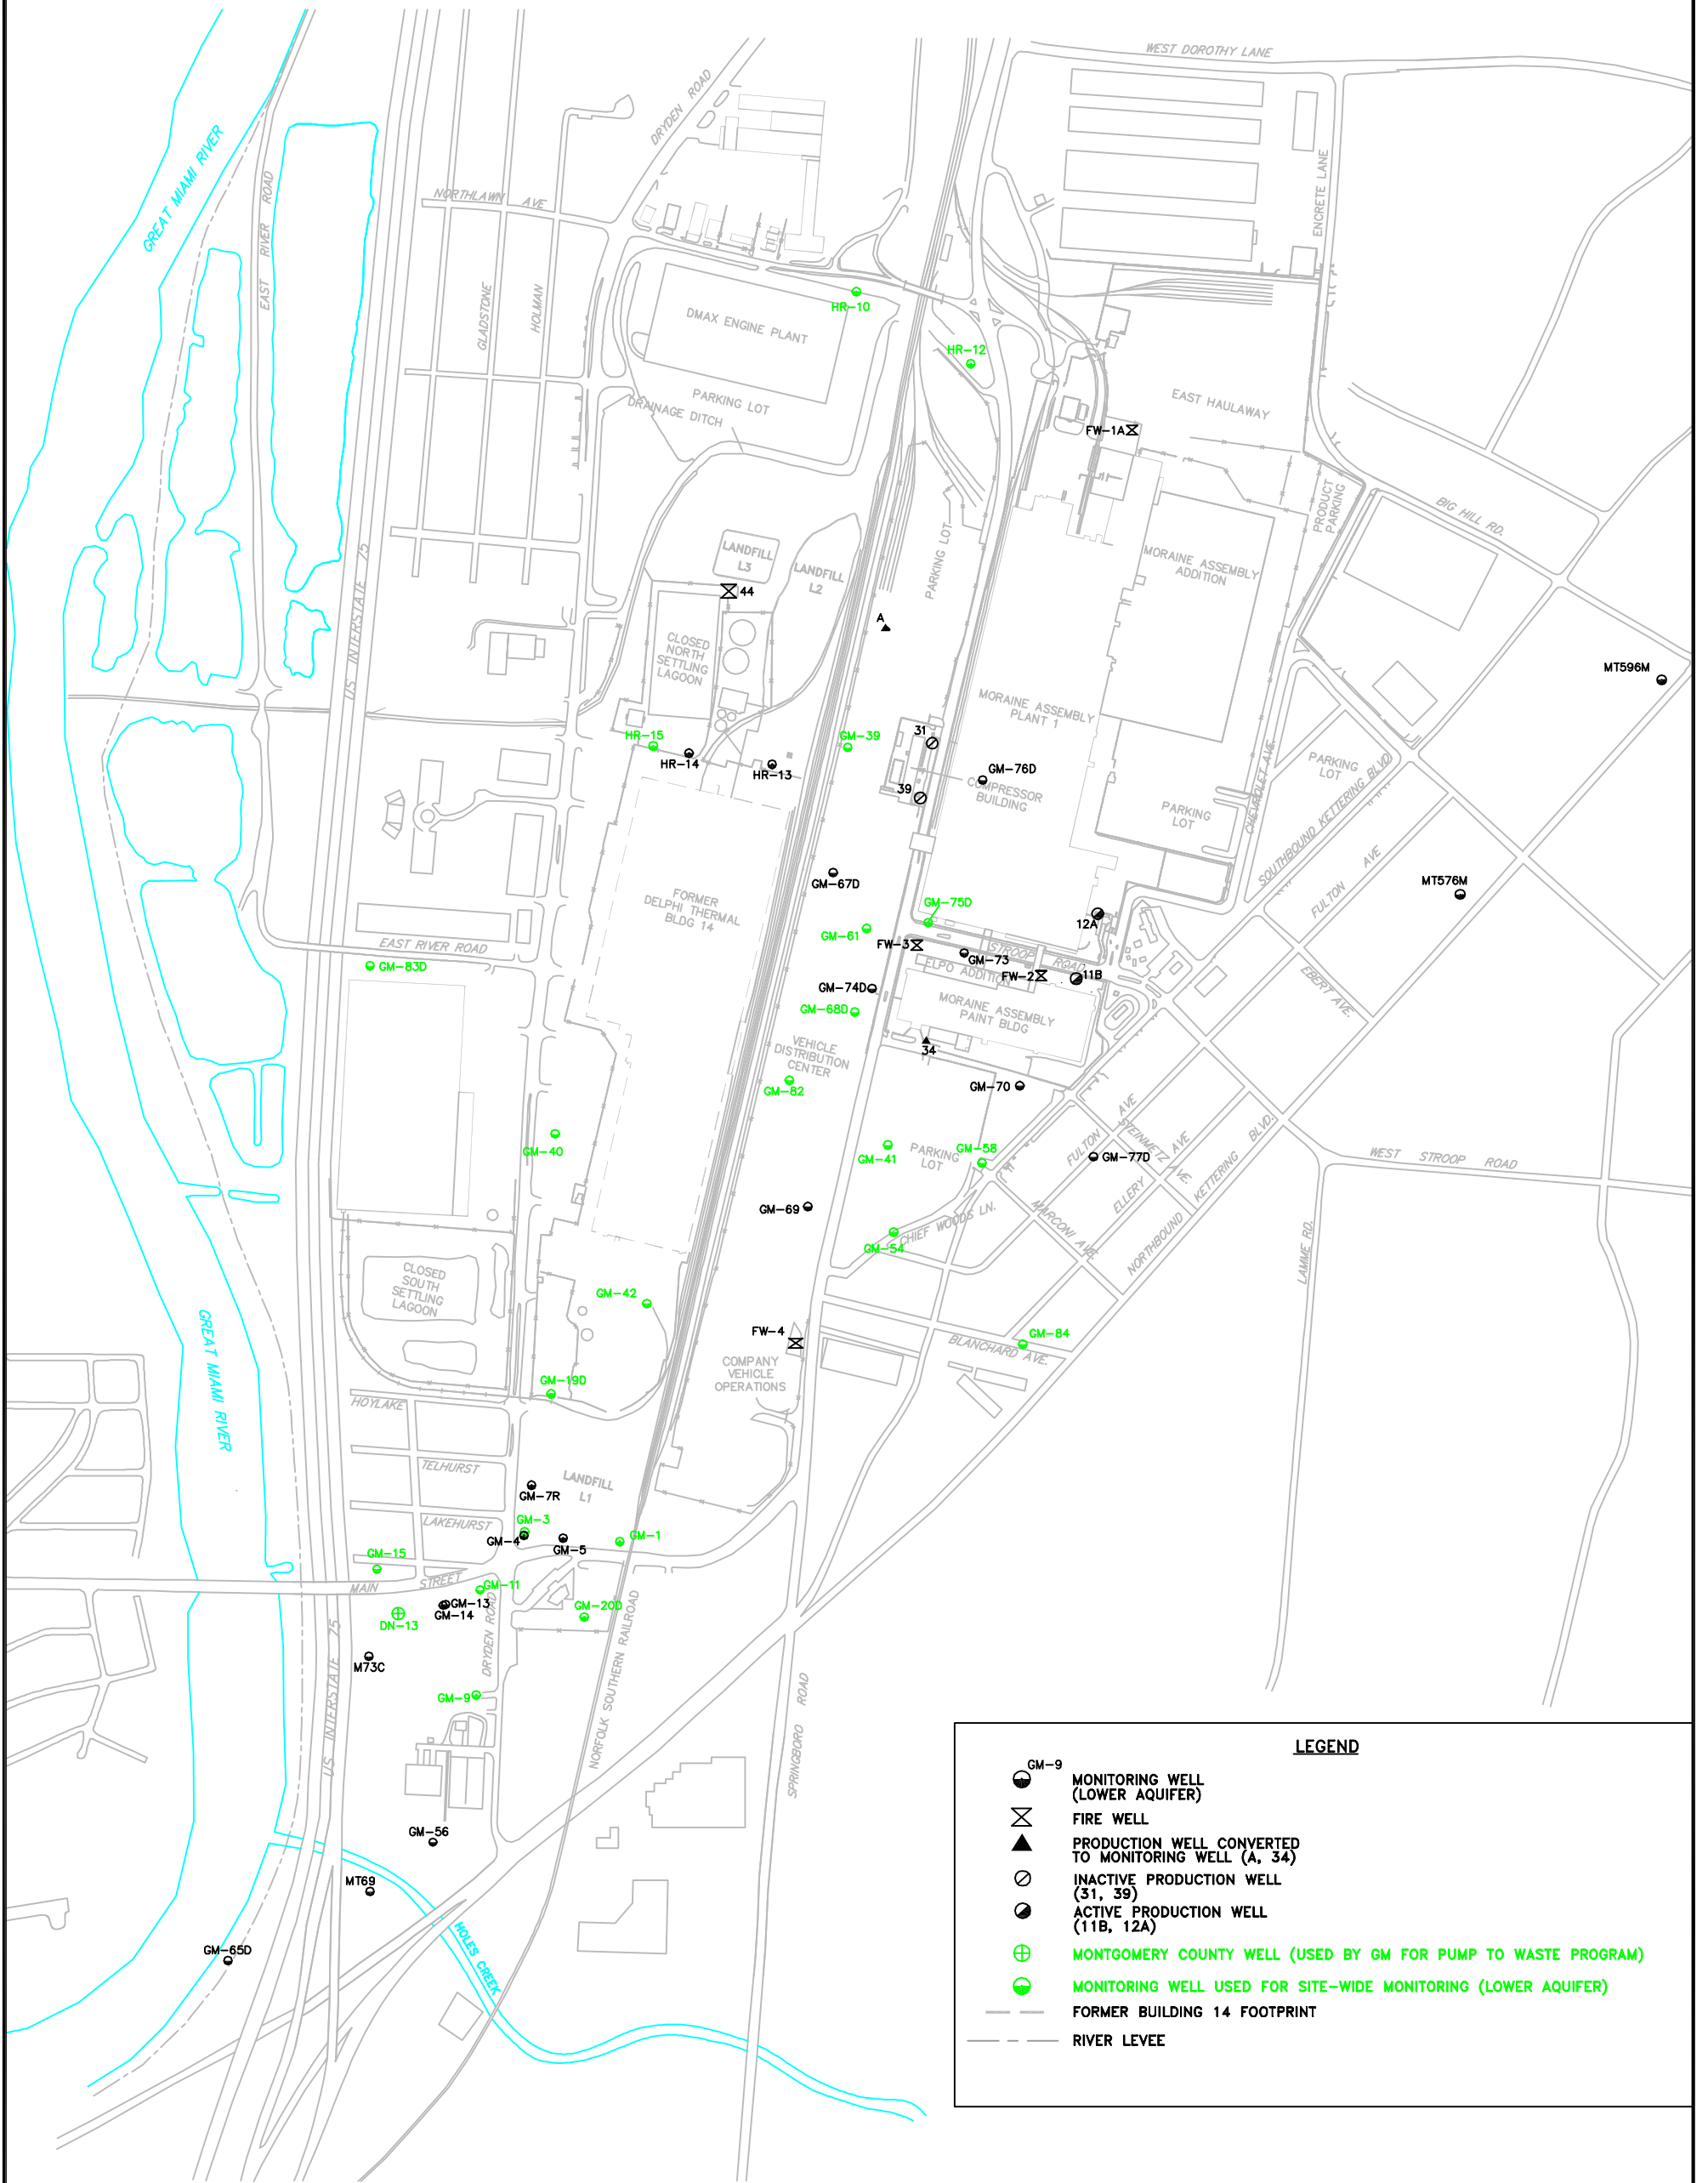 WEST DOROTHY LANE
DRYDEN ROAD
GREAT MIAMI RIVER
EAST RIVER ROAD
NORTHLAWN AVE
ENCRETE LANE
GLADSTONE
HOLMAN
HR-10
DMAX ENGINE PLANT
HR-12
PARKING LOT
DRAINAGE DITCH
EAST HAULAWAY
FW-1A
PRODUCT
PARKING
BIG HILL RD.
PARKING LOT
US INTERSTATE 75
LANDFILL
L3
LANDFILL
L2
MORAINE ASSEMBLY
ADDITION
44
A
CLOSED
NORTH
SETTLING
LAGOON
MT596M
MORAINE ASSEMBLY
PLANT 1
31
HR-15
HR-14
HR-13
GM-39
GM-76D
39
COMPRESSOR
BUILDING
PARKING
LOT
PARKING
LOT
CHEVROLET AVE.
SOUTHBOUND KETTERING BLVD
FULTON AVE
MT576M
GM-67D
FORMER
DELPHI THERMAL
BLDG 14
GM-75D
12A
GM-61
FW-3
STROOP ROAD
EAST RIVER ROAD
GM-83D
GM-73
ELPO ADDITION
FW-2
11B
EBERT AVE.
GM-74D
GM-68D
MORAINE ASSEMBLY
PAINT BLDG
34
VEHICLE
DISTRIBUTION
CENTER
GM-82
GM-70
GM-40
GM-41
PARKING
LOT
GM-58
FULTON AVE
STEINMETZ AVE.
GM-77D
ELLERY AVE
NORTHBOUND KETTERING BLVD.
WEST STROOP ROAD
GM-69
GM-54
CHIEF WOODS LN.
MARCONI AVE.
LAMME RD.
CLOSED
SOUTH
SETTLING
LAGOON
GM-42
FW-4
GM-84
BLANCHARD AVE.
GREAT MIAMI RIVER
COMPANY
VEHICLE
OPERATIONS
GM-19D
HOYLAKE
TELHURST
LANDFILL
L1
GM-7R
LAKEHURST
GM-3
GM-4
GM-5
GM-1
GM-15
MAIN STREET
GM-11
GM-13
GM-14
DN-13
GM-20D
DRYDEN ROAD
US INTERSTATE 75
M73C
GM-9
NORFOLK SOUTHERN RAILROAD
SPRINGBORO ROAD
GM-56
MT69
GM-65D
HOLES CREEK
LEGEND
GM-9
MONITORING WELL
(LOWER AQUIFER)
FIRE WELL
PRODUCTION WELL CONVERTED
TO MONITORING WELL (A, 34)
INACTIVE PRODUCTION WELL
(31, 39)
ACTIVE PRODUCTION WELL
(11B, 12A)
MONTGOMERY COUNTY WELL (USED BY GM FOR PUMP TO WASTE PROGRAM)
MONITORING WELL USED FOR SITE-WIDE MONITORING (LOWER AQUIFER)
FORMER BUILDING 14 FOOTPRINT
RIVER LEVEE